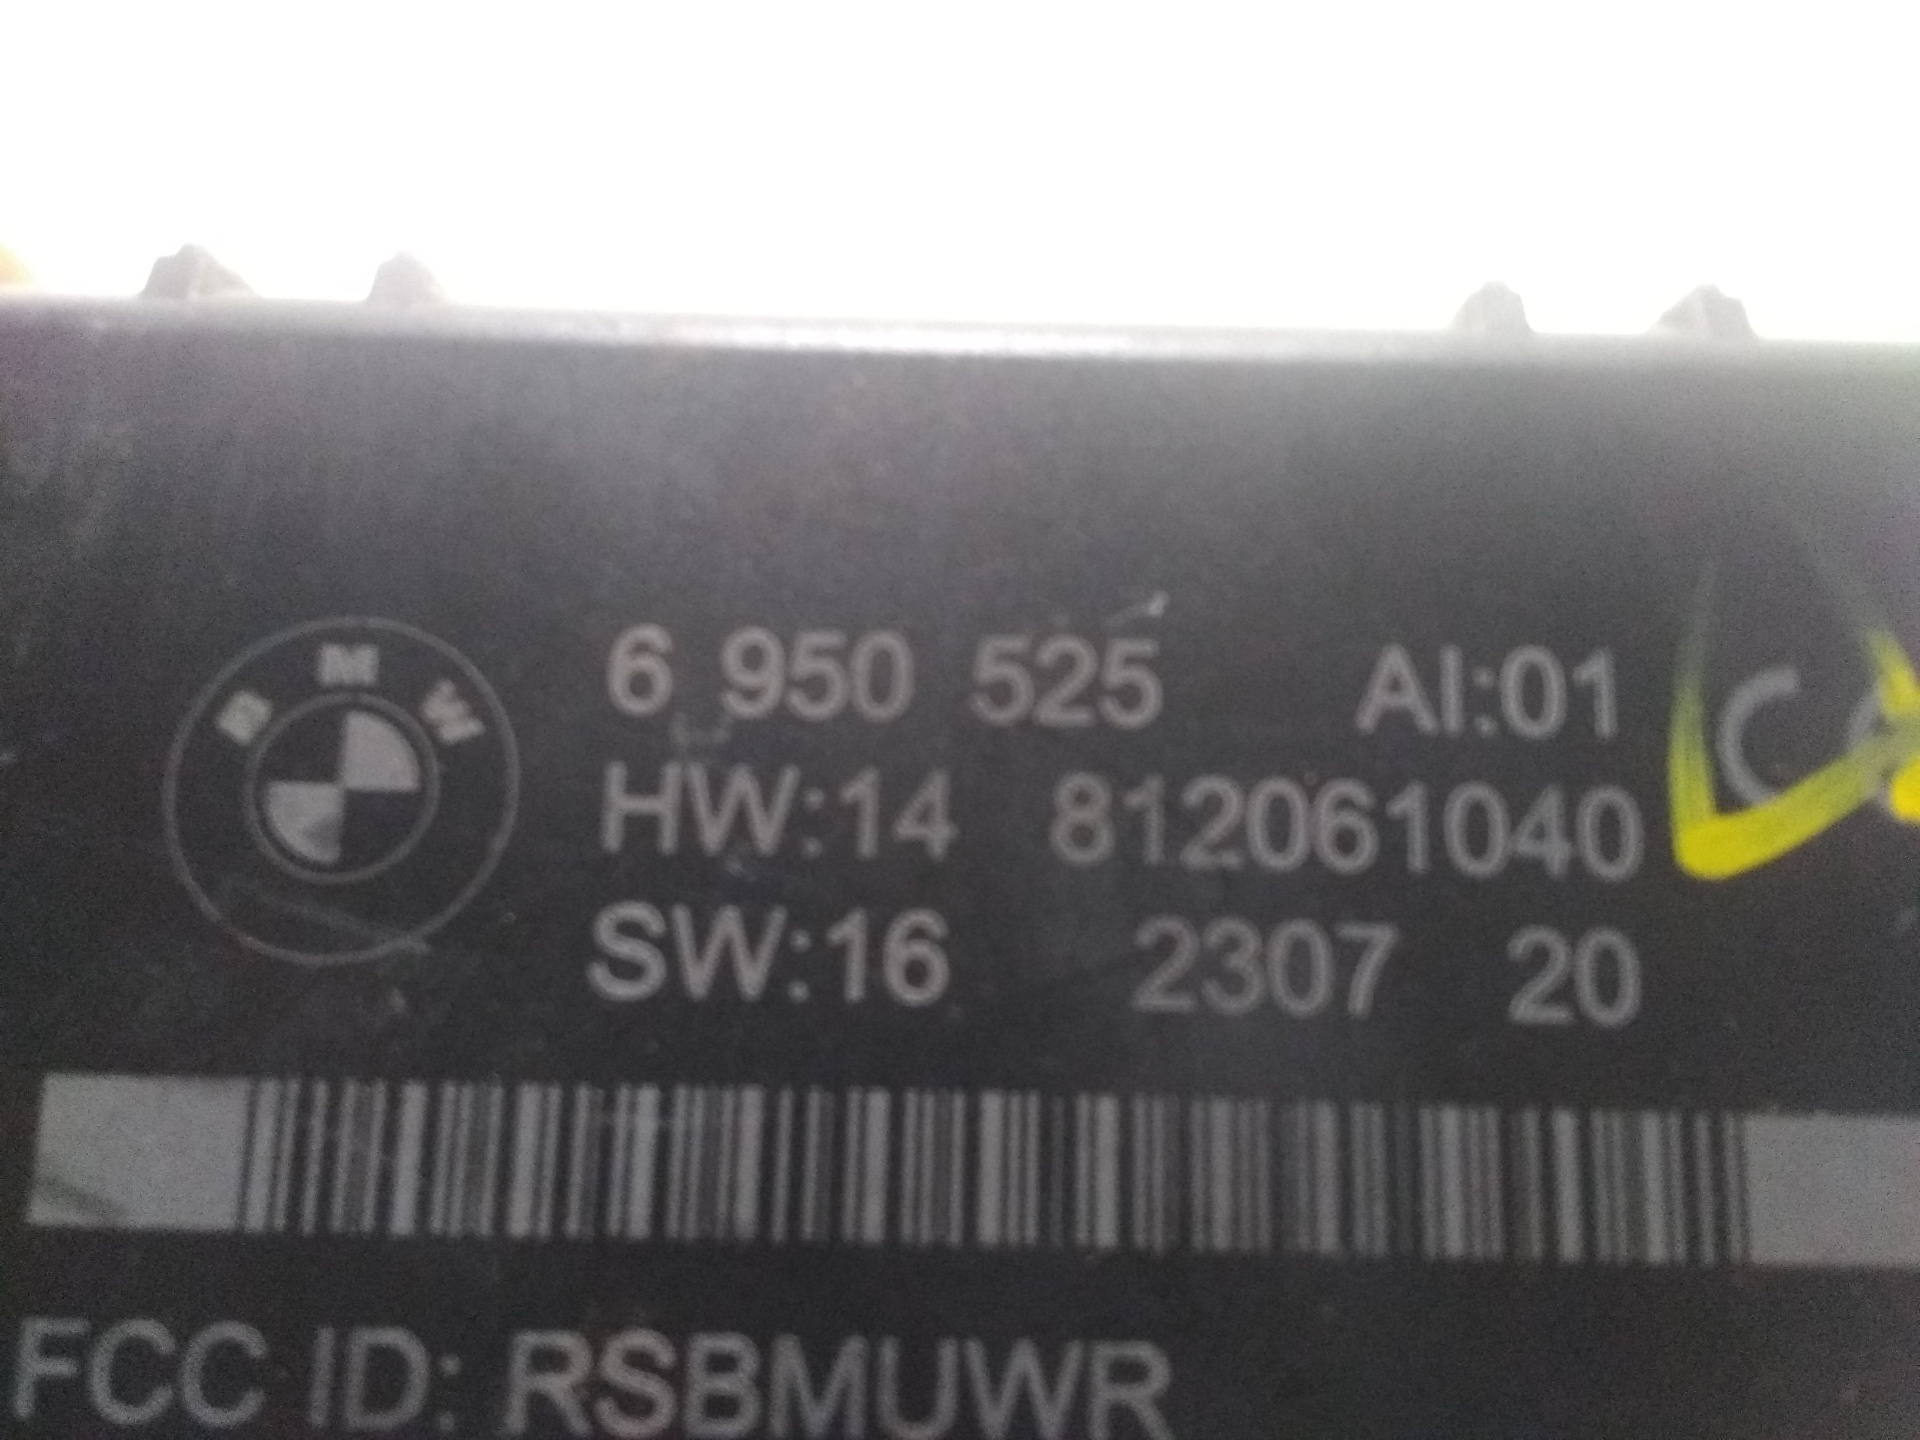 BMW
6 950 525 AI:01
HW:14 812061040
SW:16 2307 20
FCC ID: RSBMUWR